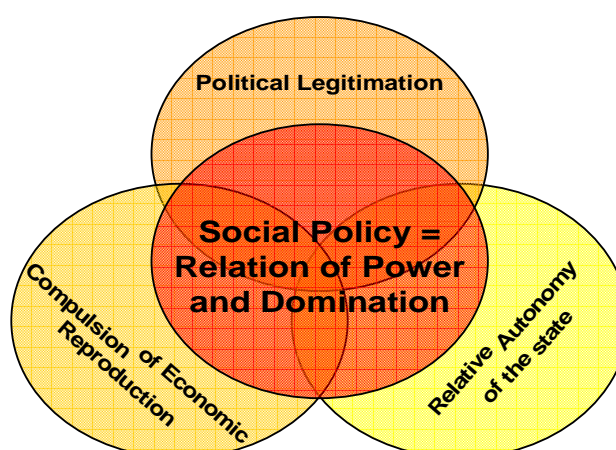 Political Legitimation
Social Policy =
Relation of Power
and Domination
Compulsion of Economic
Reproduction
Relative Autonomy
of the state